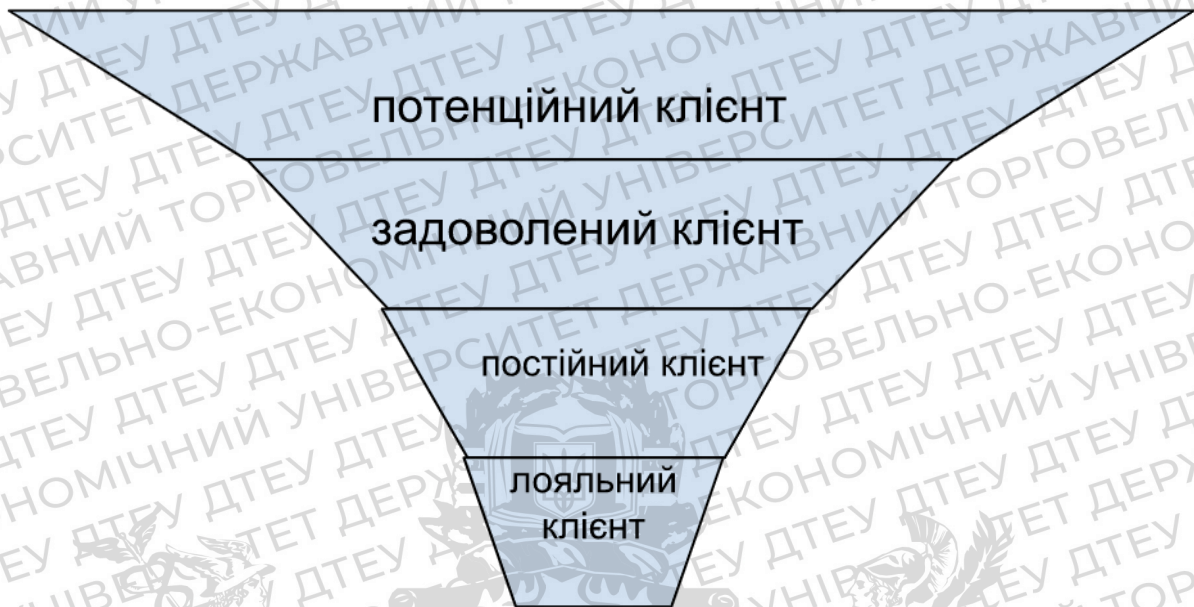 потенційний клієнт
задоволений клієнт
постійний клієнт
лояльний
клієнт